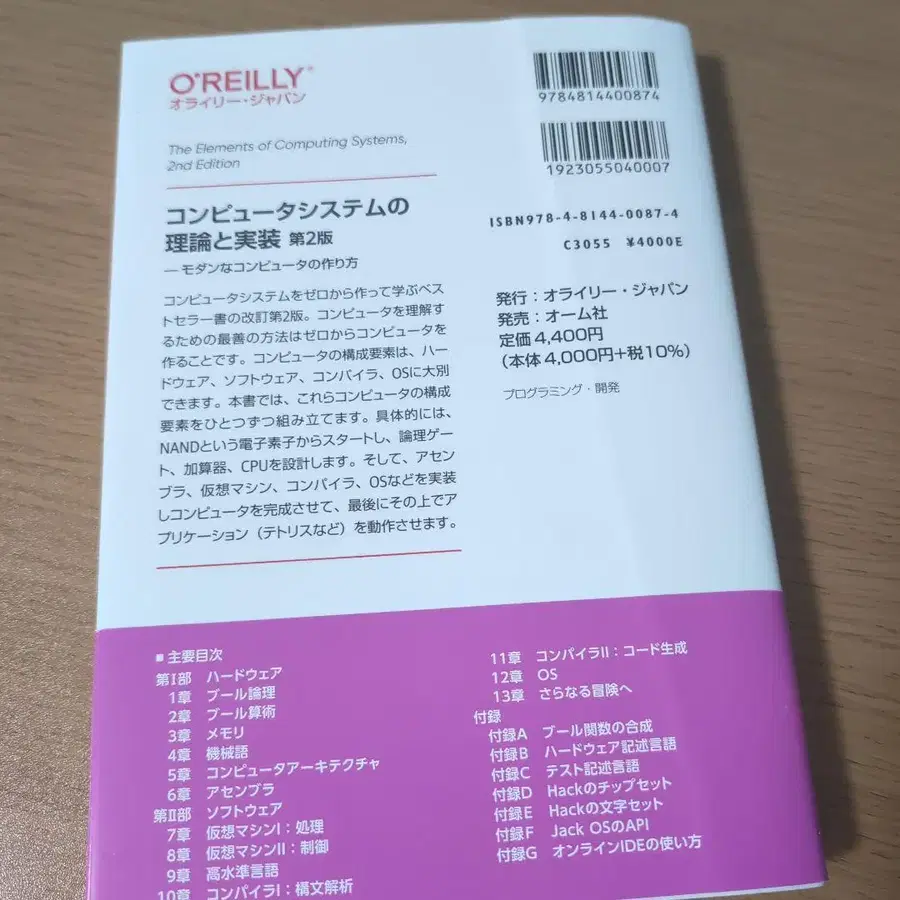 O'REILLY®
オライリー・ジャパン
The Elements of Computing Systems,
2nd Edition
コンピュータシステムの
理論と実装 第2版
― モダンなコンピュータの作り方
コンピュータシステムをゼロから作って学ぶベス
トセラー書の改訂第2版。コンピュータを理解す
るための最善の方法はゼロからコンピュータを
作ることです。コンピュータの構成要素は、ハー
ドウェア、ソフトウェア、コンパイラ、OSに大別
できます。本書では、これらコンピュータの構成
要素をひとつずつ組み立てます。具体的には、
NANDという電子素子からスタートし、論理ゲー
ト、加算器、CPUを設計します。そして、アセン
ブラ、仮想マシン、コンパイラ、OSなどを実装
しコンピュータを完成させて、最後にその上でア
プリケーション（テトリスなど）を動作させます。
9784814400874
1923055040007
ISBN978-4-8144-0087-4
C3055 ¥4000E
発行：オライリー・ジャパン
発売：オーム社
定価4,400円
（本体4,000円+税10%）
プログラミング・開発
■ 主要目次
第I部 ハードウェア
1章 ブール論理
2章 ブール算術
3章 メモリ
4章 機械語
5章 コンピュータアーキテクチャ
6章 アセンブラ
第II部 ソフトウェア
7章 仮想マシンI：処理
8章 仮想マシンII：制御
9章 高水準言語
10章 コンパイラI：構文解析
11章 コンパイラII：コード生成
12章 OS
13章 さらなる冒険へ
付録
付録A ブール関数の合成
付録B ハードウェア記述言語
付録C テスト記述言語
付録D Hackのチップセット
付録E Hackの文字セット
付録F Jack OSのAPI
付録G オンラインIDEの使い方